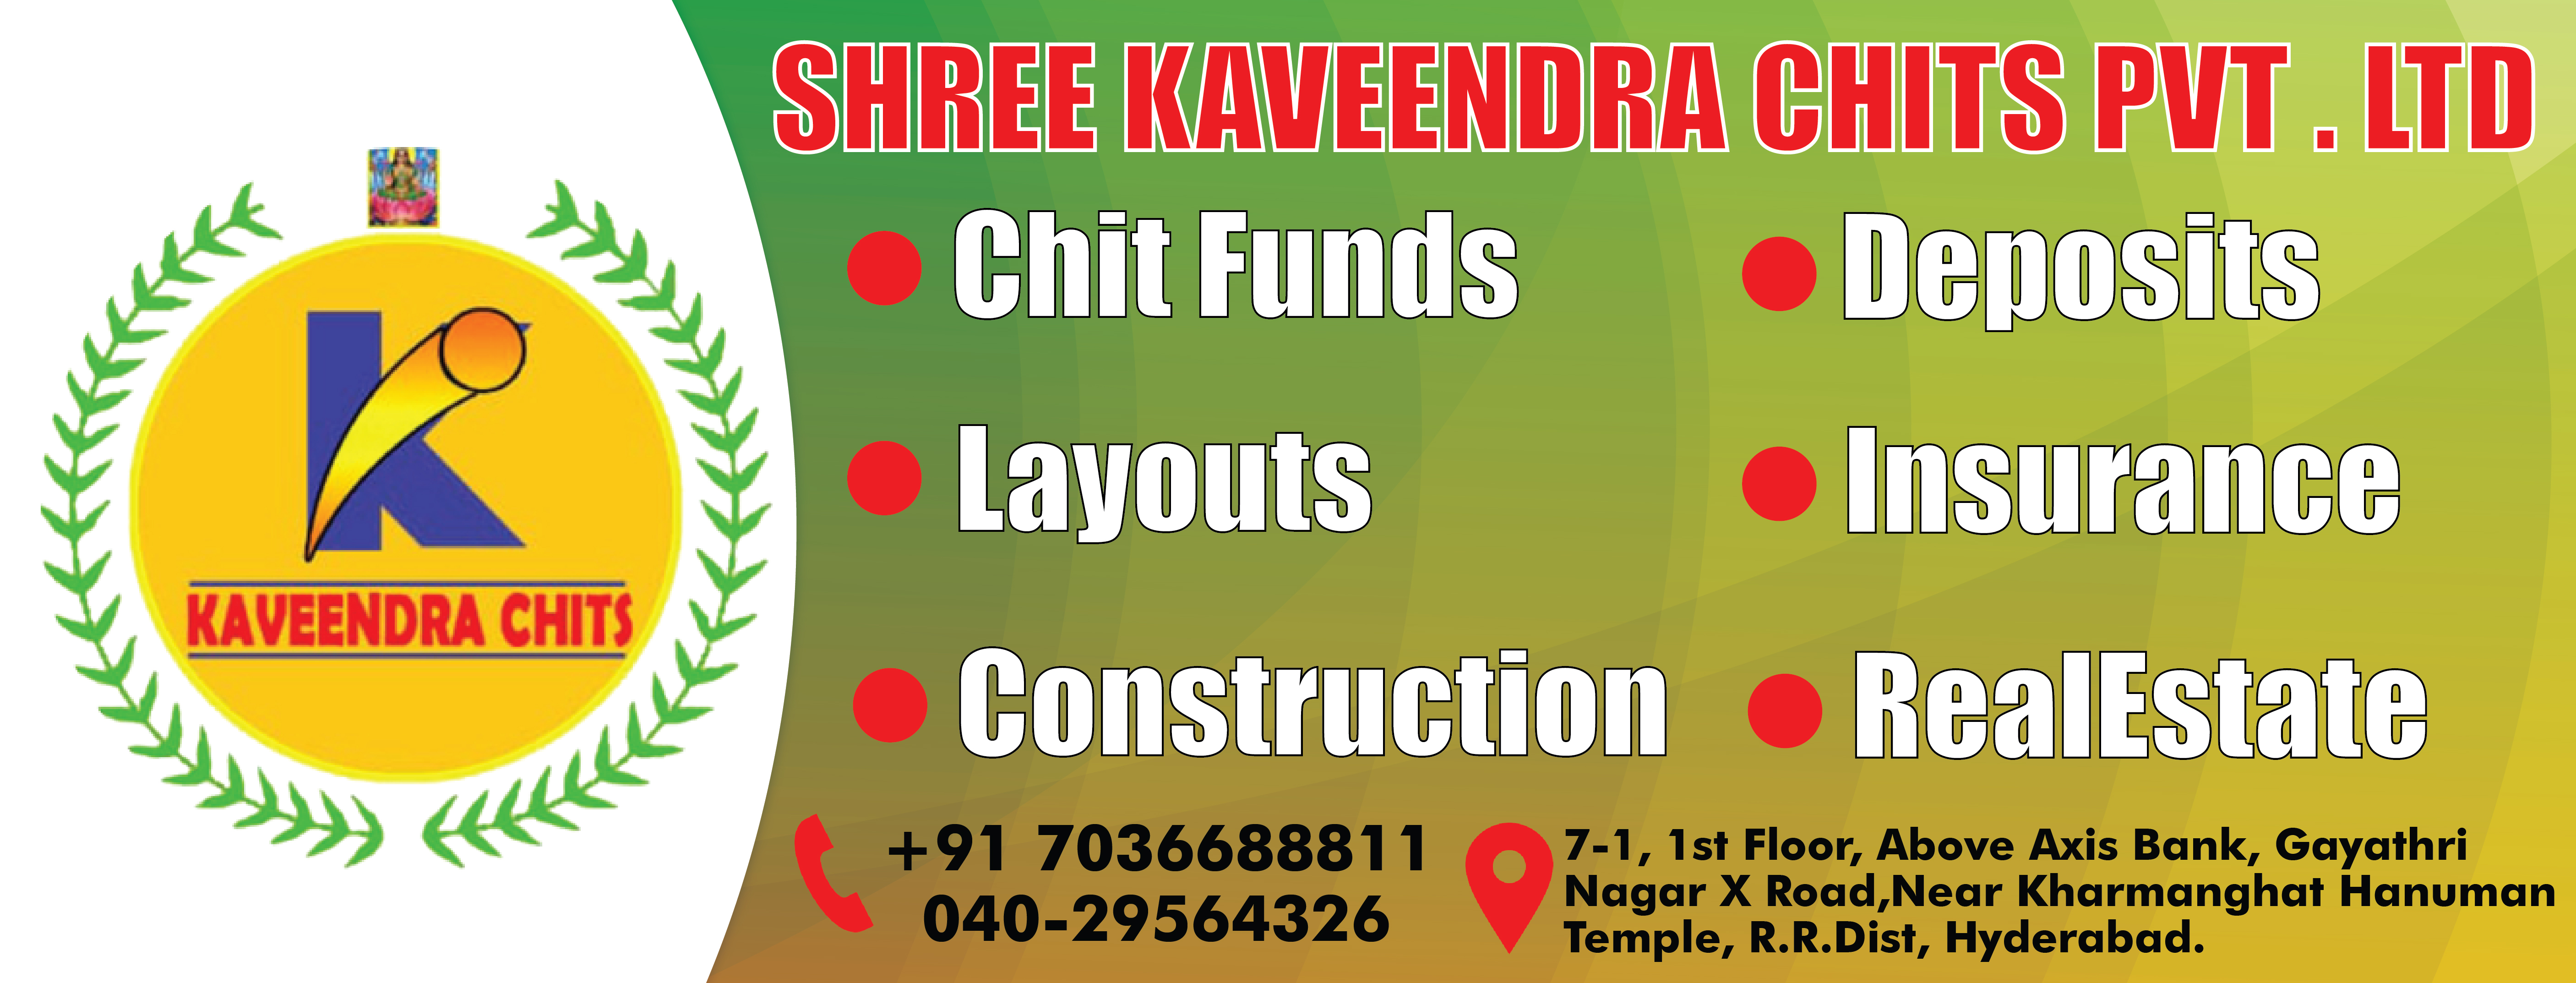 SHREE KAVEENDRA CHITS PVT . LTD
Chit Funds
Deposits
Layouts
Insurance
Construction
RealEstate
K
KAVEENDRA CHITS
+91 7036688811
040-29564326
7-1, 1st Floor, Above Axis Bank, Gayathri
Nagar X Road,Near Kharmanghat Hanuman
Temple, R.R.Dist, Hyderabad.